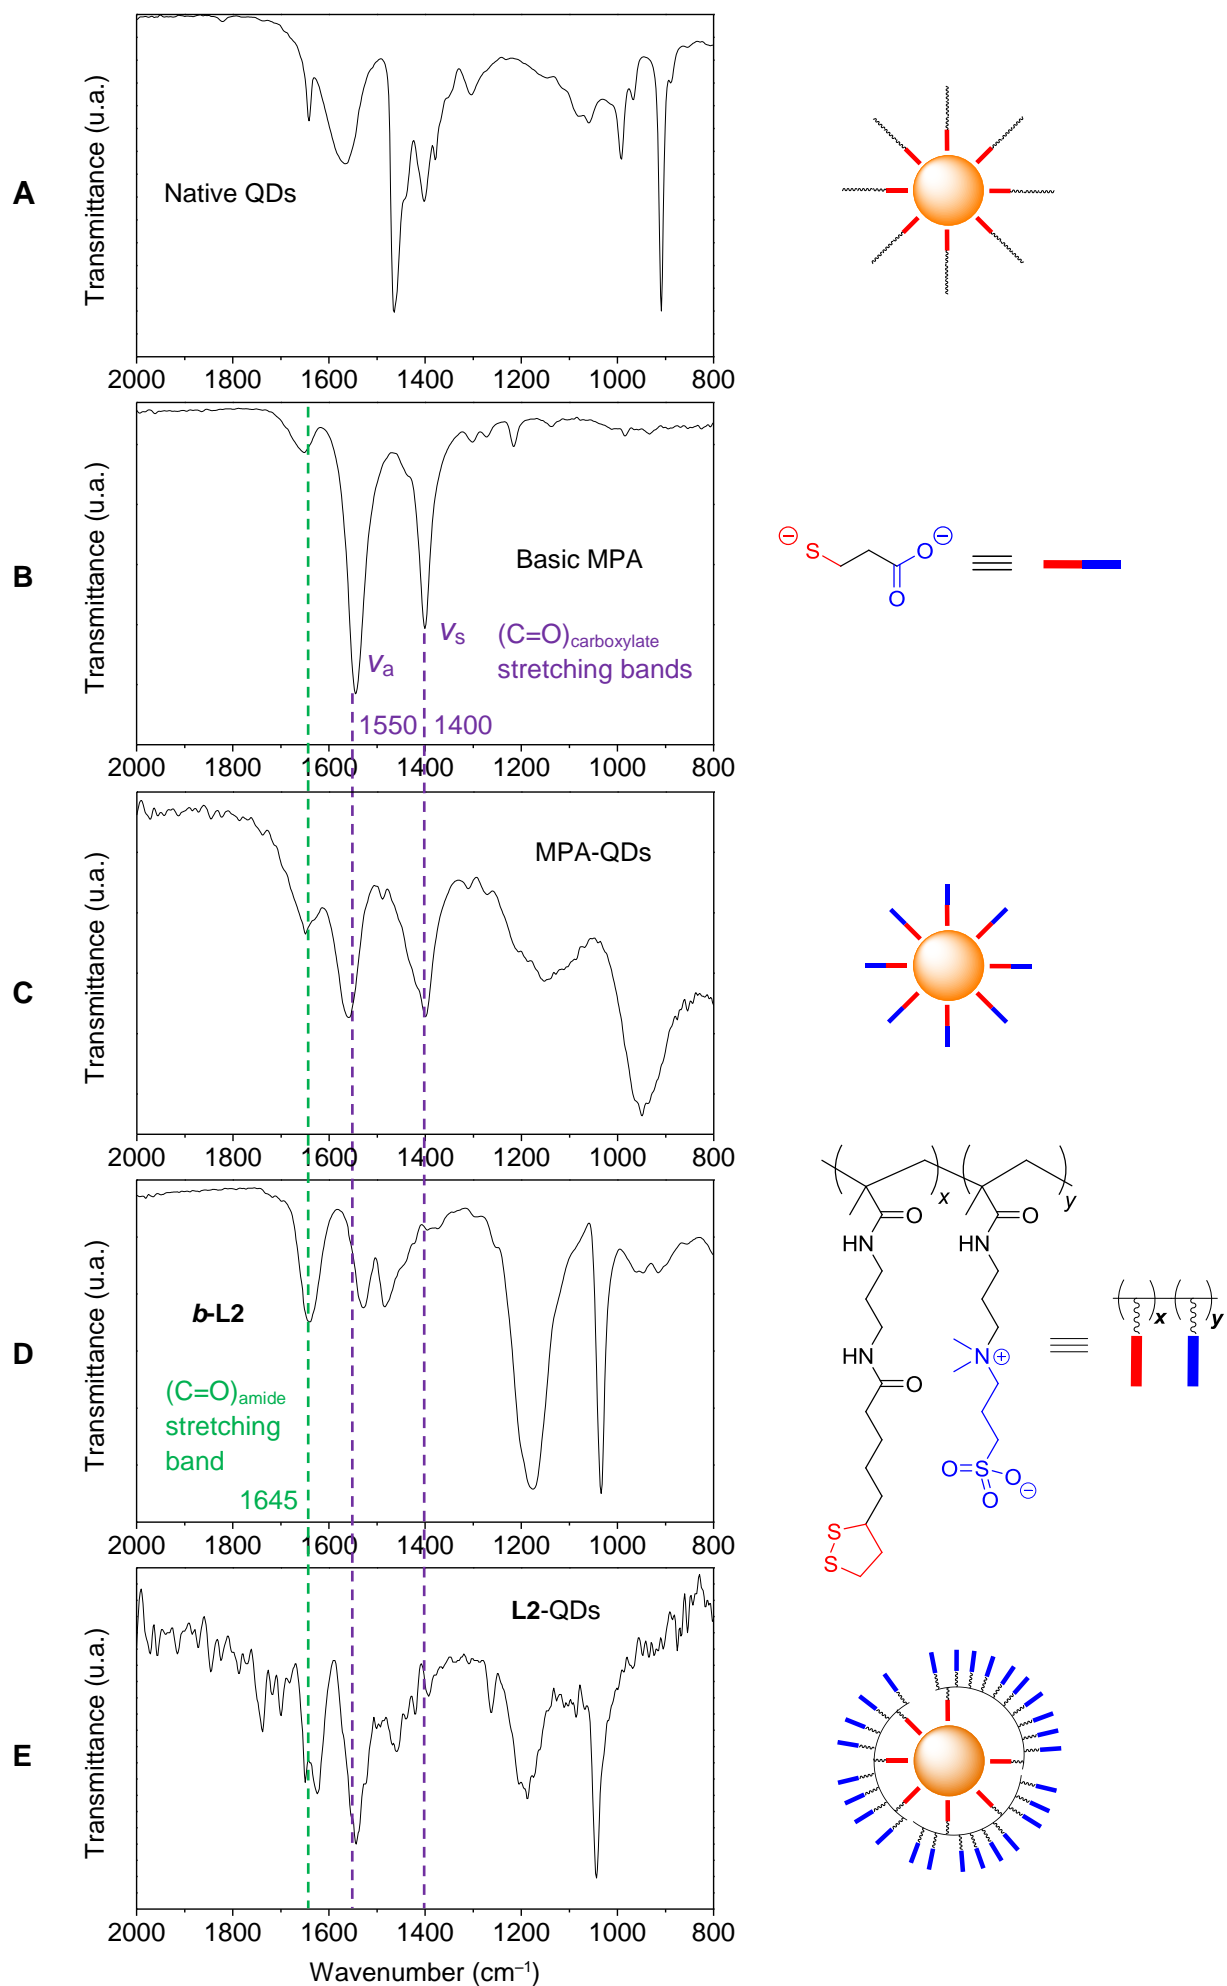 A
Transmittance (u.a.)
Native QDs
2000 1800 1600 1400 1200 1000 800
B
Transmittance (u.a.)
Basic MPA
νa
νs
(C=O)carboxylate
stretching bands
1550
1400
2000 1800 1600 1400 1200 1000 800
⊖
S
O
⊖
O
C
Transmittance (u.a.)
MPA-QDs
2000 1800 1600 1400 1200 1000 800
D
Transmittance (u.a.)
b-L2
(C=O)amide
stretching
band
1645
2000 1800 1600 1400 1200 1000 800
x
y
O
O
HN
HN
HN
O
N⊕
O
S
O
⊖
O
S
S
x
y
E
Transmittance (u.a.)
L2-QDs
2000 1800 1600 1400 1200 1000 800
Wavenumber (cm⁻¹)